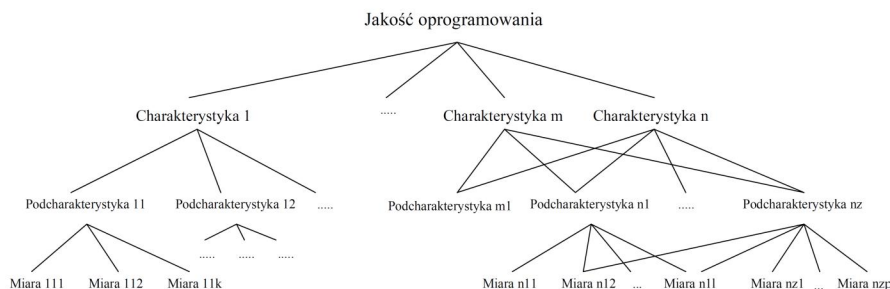 Jakość oprogramowania
.....
Charakterystyka 1 Charakterystyka m Charakterystyka n
Podcharakterystyka 11 Podcharakterystyka 12 ..... Podcharakterystyka m1 Podcharakterystyka n1 ..... Podcharakterystyka nz
..... ..... .....
Miara 111 Miara 112 Miara 11k Miara n11 Miara n12 ... Miara n1l Miara nz1 ... Miara nzp